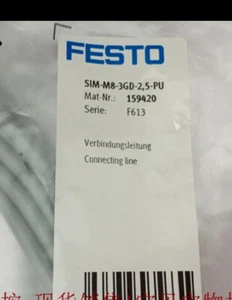 FESTO
SIM-M8-3GD-2,5-PU
Mat-Nr.: 159420
Serie: F613
Verbindungsleitung
Connecting line